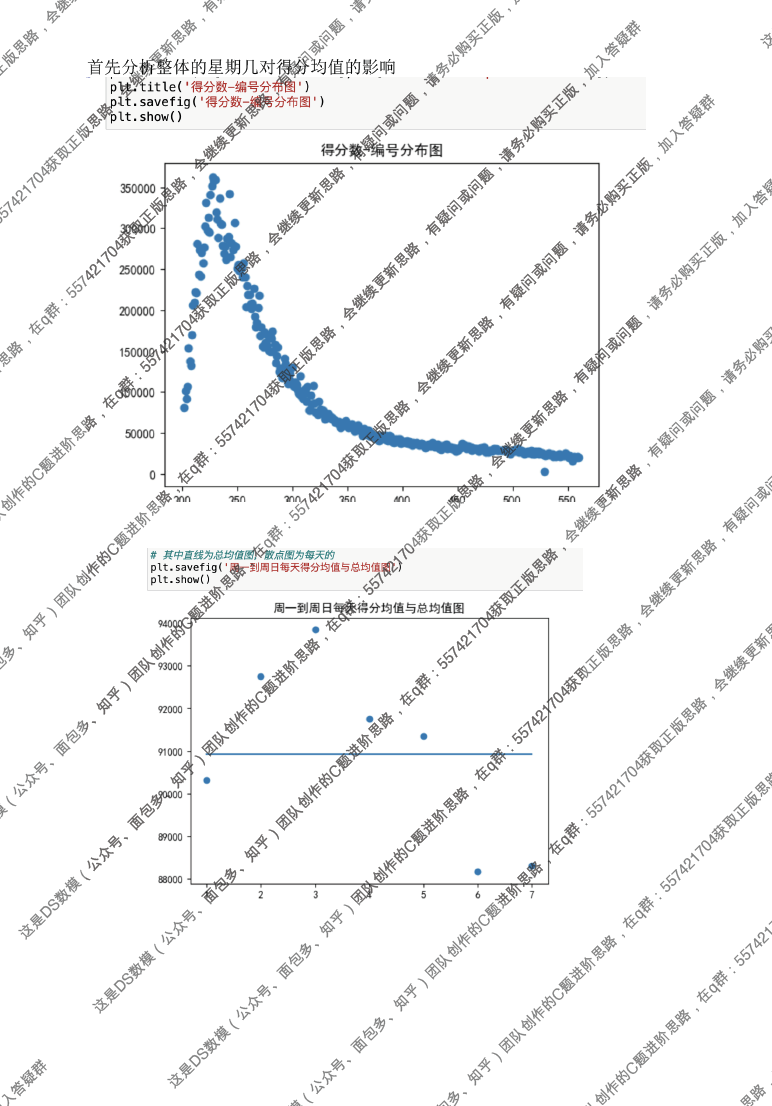 首先分析整体的星期几对得分均值的影响
plt.title('得分数-编号分布图')
plt.savefig('得分数-编号分布图')
plt.show()
得分数-编号分布图
350000
300000
250000
200000
150000
100000
50000
0
200 250 300 350 400 450 500 550
# 其中直线为总均值图，散点图为每天的
plt.savefig('周一到周日每天得分均值与总均值图')
plt.show()
周一到周日每天得分均值与总均值图
94000
93000
92000
91000
90000
89000
88000
1 2 3 4 5 6 7
这是DS数模（公众号、面包多、知乎）团队创作的C题进阶思路，在q群：557421704获取正版思路，会继续更新思路，有疑问或问题，请务必购买正版，加入答疑群